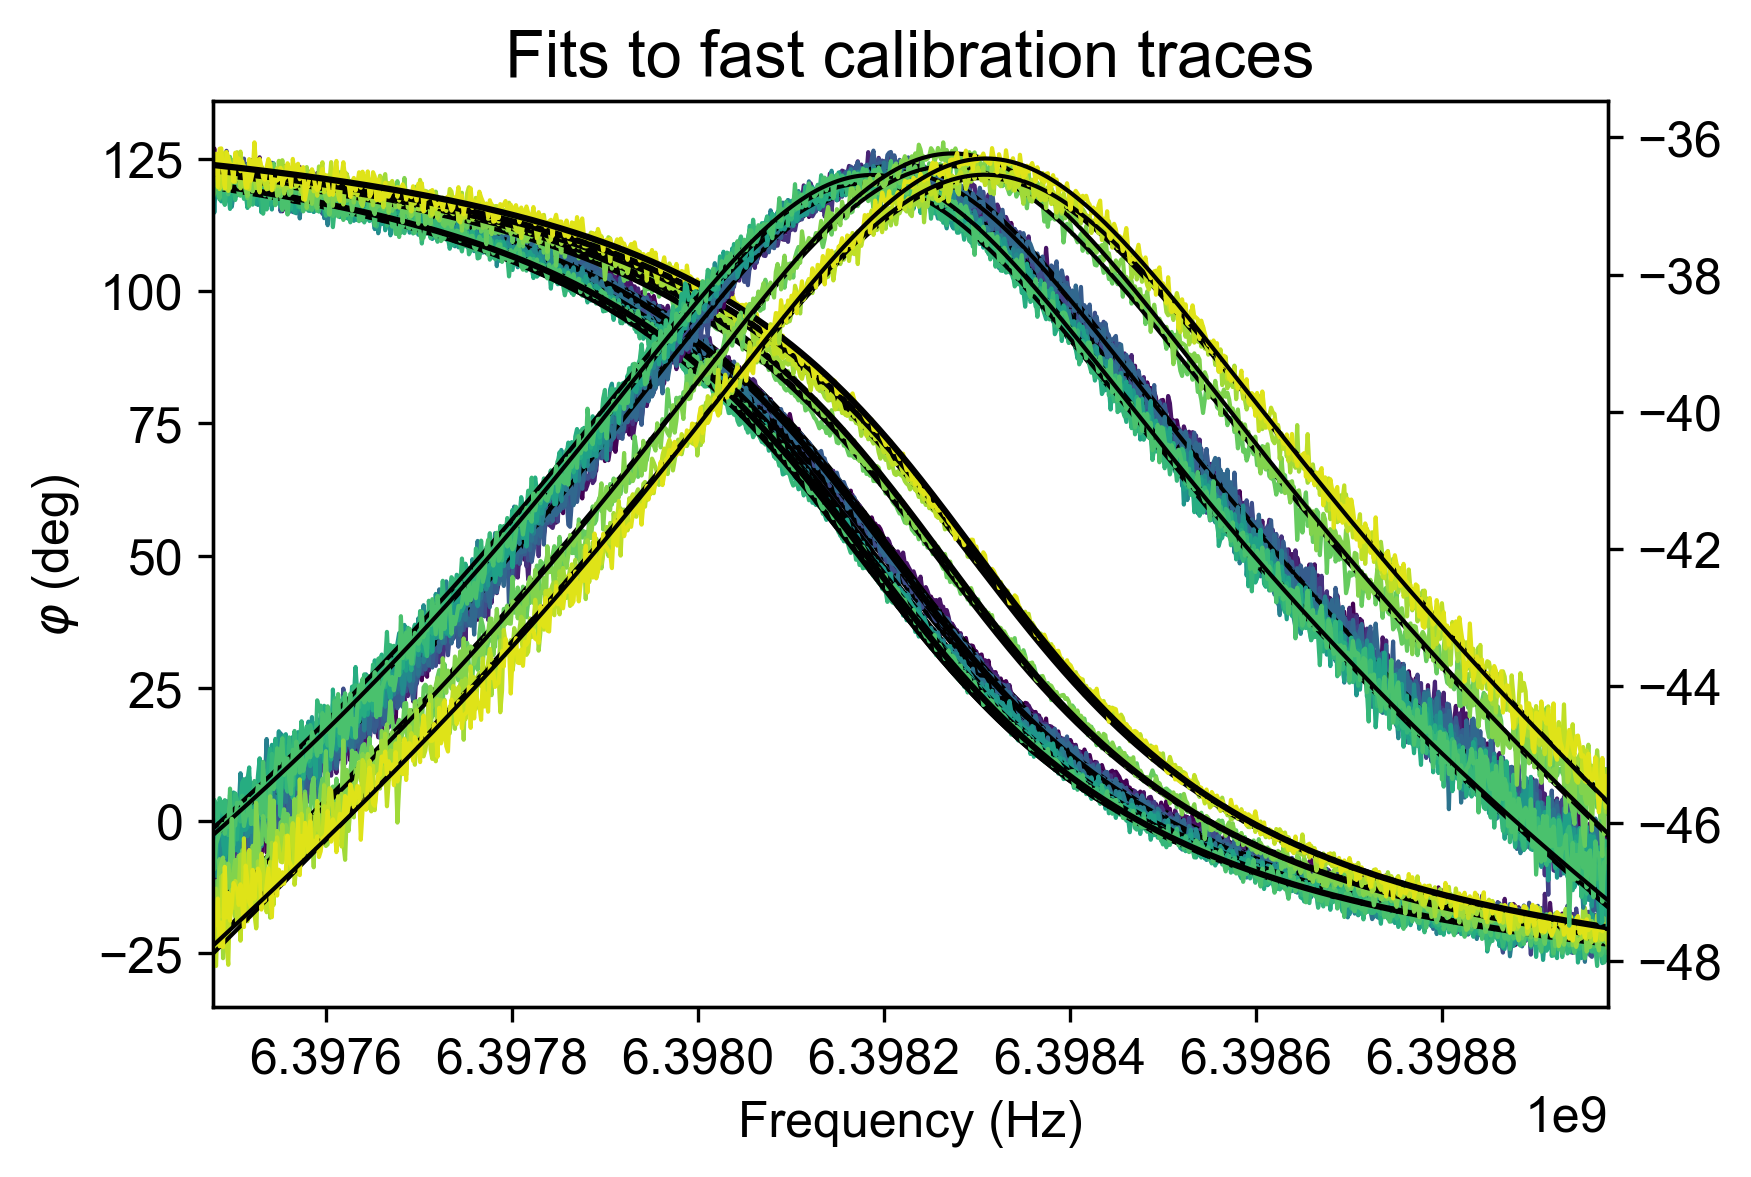 Fits to fast calibration traces
125
100
75
50
25
0
−25
φ (deg)
−36
−38
−40
−42
−44
−46
−48
6.3976 6.3978 6.3980 6.3982 6.3984 6.3986 6.3988
1e9
Frequency (Hz)